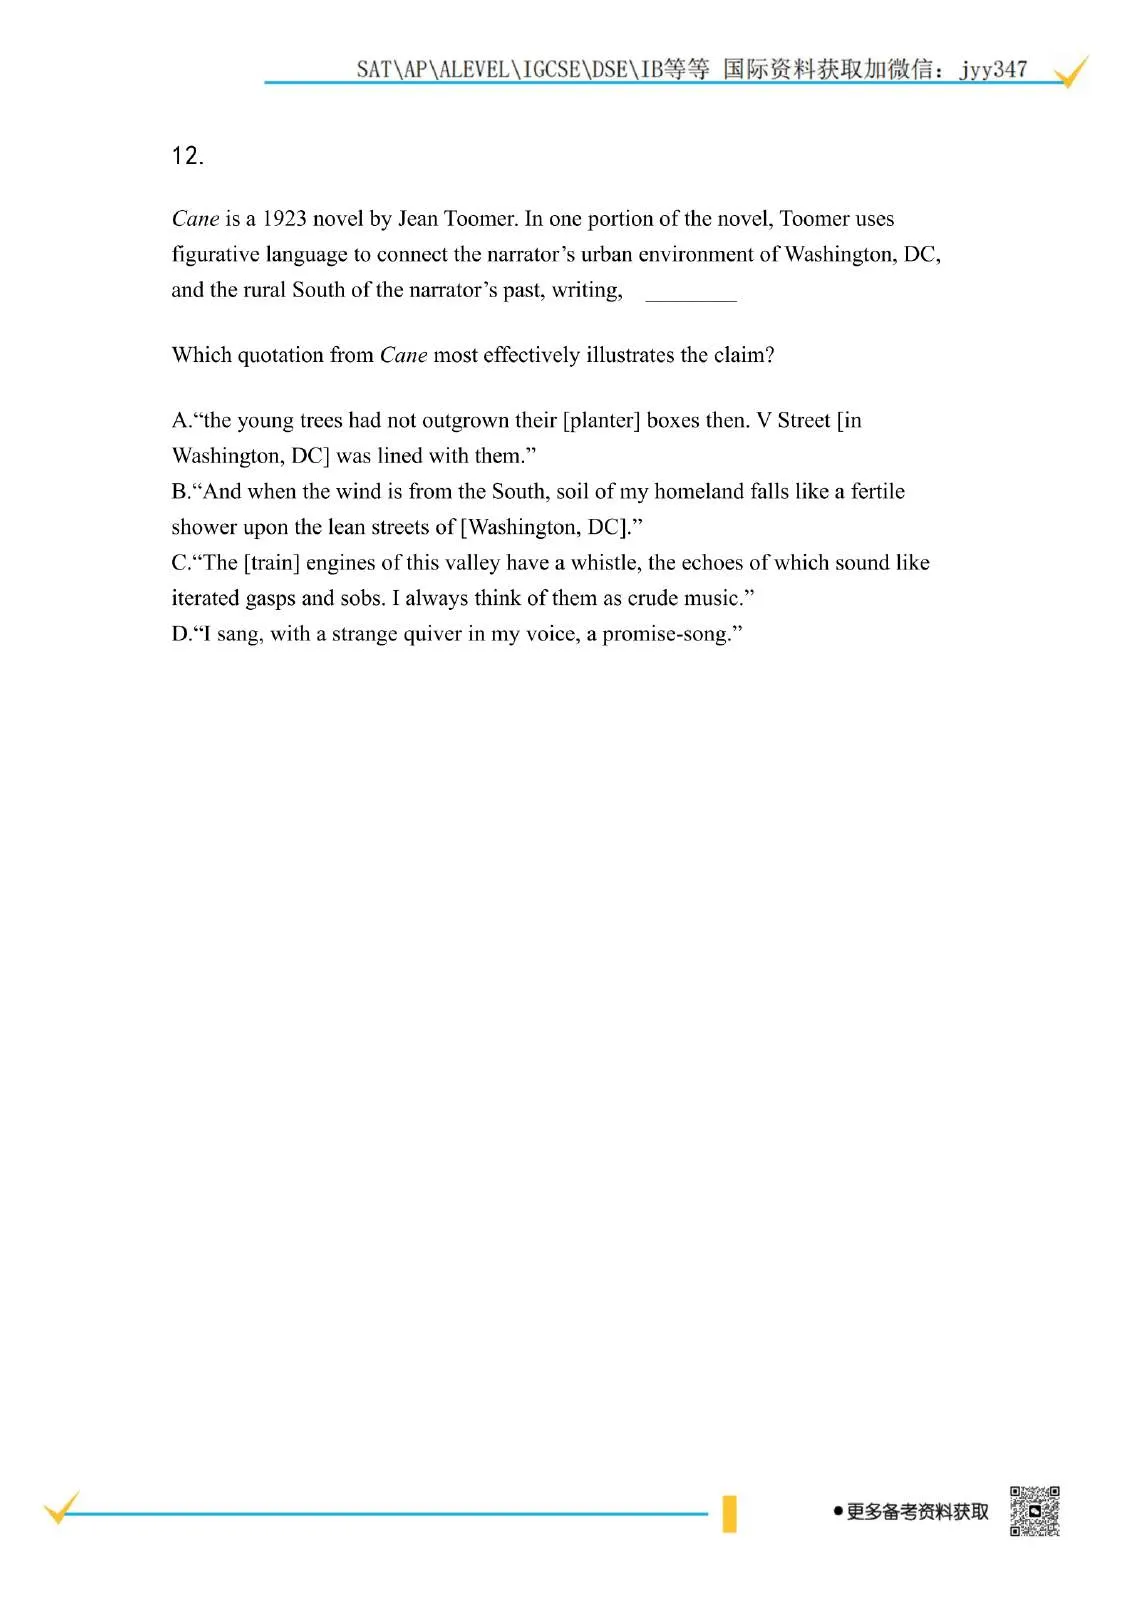 SAT\AP\ALEVEL\IGCSE\DSE\IB等等 国际资料获取加微信：jyy347
12.
Cane is a 1923 novel by Jean Toomer. In one portion of the novel, Toomer uses
figurative language to connect the narrator’s urban environment of Washington, DC,
and the rural South of the narrator’s past, writing, ________
Which quotation from Cane most effectively illustrates the claim?
A.“the young trees had not outgrown their [planter] boxes then. V Street [in
Washington, DC] was lined with them.”
B.“And when the wind is from the South, soil of my homeland falls like a fertile
shower upon the lean streets of [Washington, DC].”
C.“The [train] engines of this valley have a whistle, the echoes of which sound like
iterated gasps and sobs. I always think of them as crude music.”
D.“I sang, with a strange quiver in my voice, a promise-song.”
●更多备考资料获取